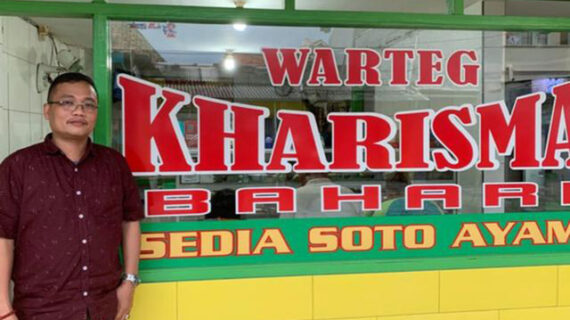 WARTEG
KHARISMA
BAHARI
SEDIA SOTO AYAM